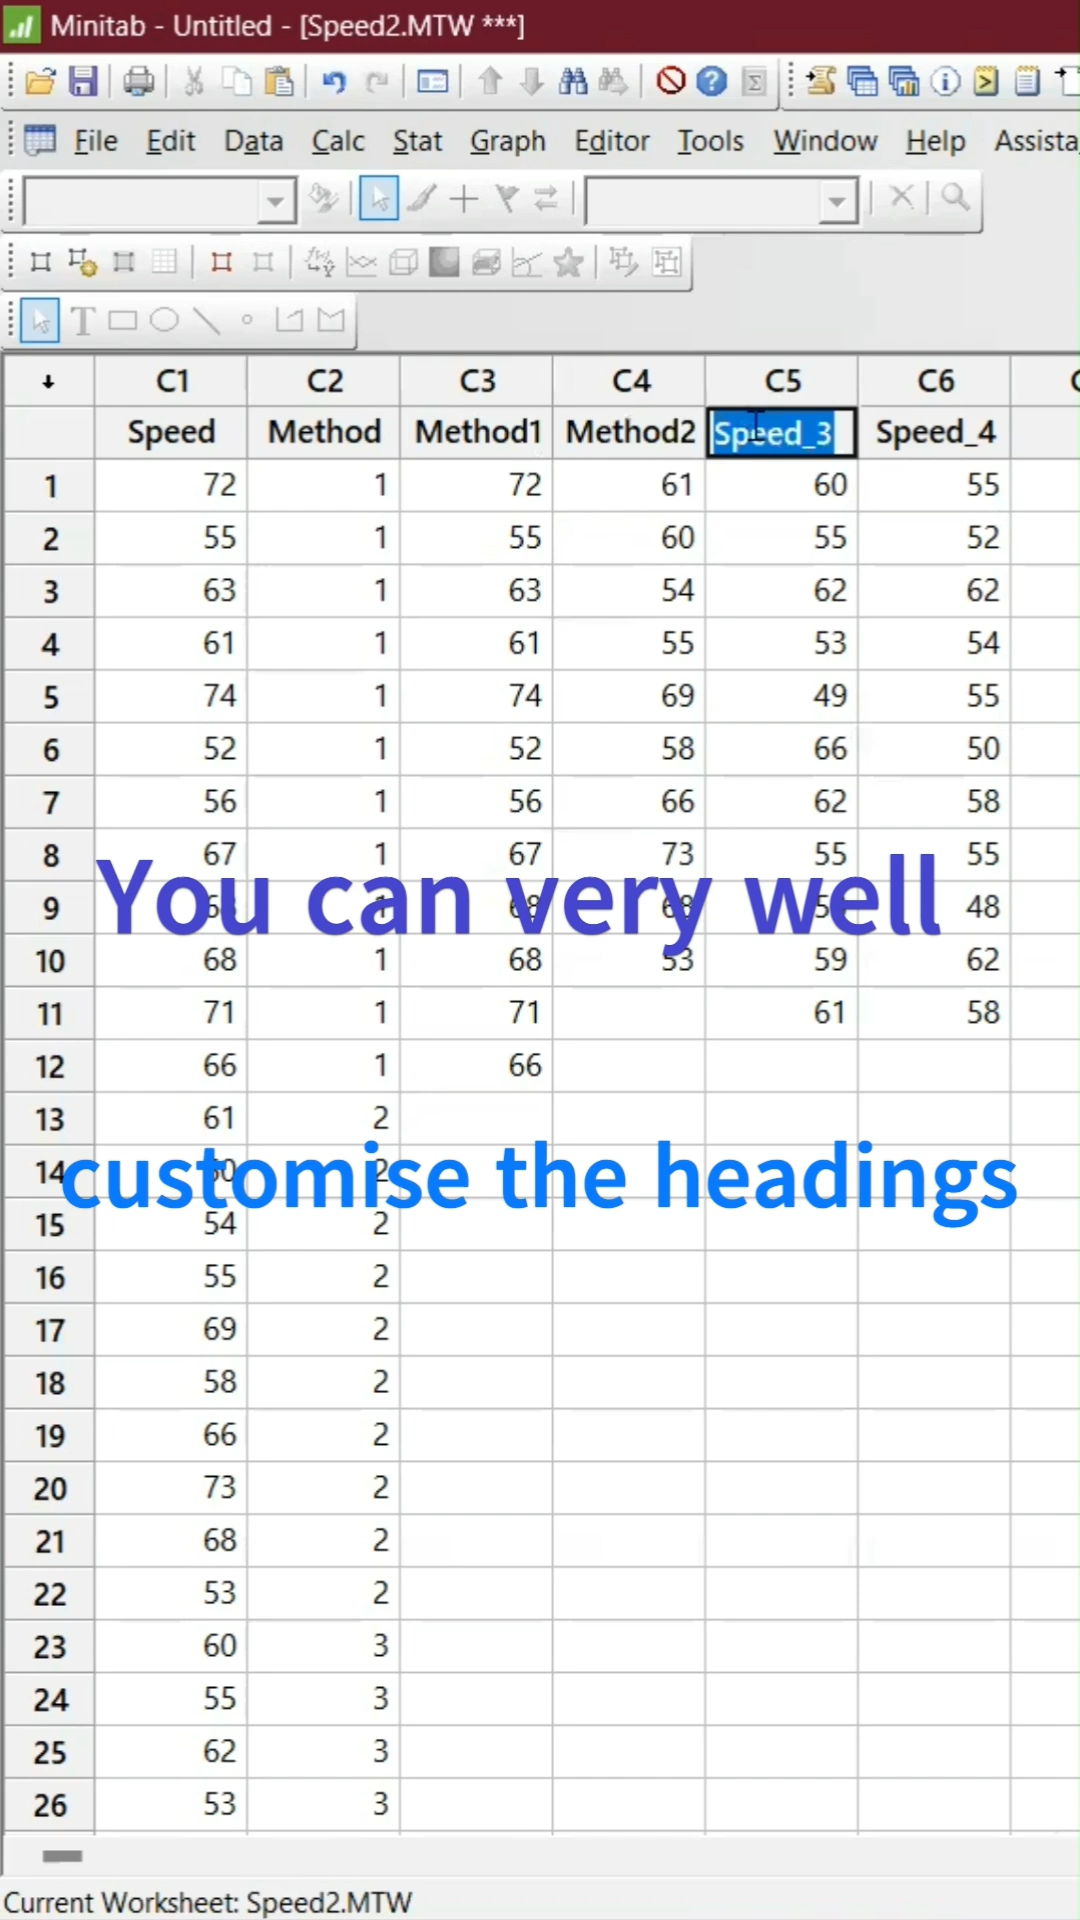 Minitab - Untitled - [Speed2.MTW ***]
File Edit Data Calc Stat Graph Editor Tools Window Help Assista
C1 C2 C3 C4 C5 C6
Speed Method Method1 Method2 Speed_3 Speed_4
1 72 1 72 61 60 55
2 55 1 55 60 55 52
3 63 1 63 54 62 62
4 61 1 61 55 53 54
5 74 1 74 69 49 55
6 52 1 52 58 66 50
7 56 1 56 66 62 58
8 67 1 67 73 55 55
You can very well
9 68 68 48
10 68 1 68 53 59 62
11 71 1 71 61 58
12 66 1 66
13 61 2
customise the headings
14 60 2
15 54 2
16 55 2
17 69 2
18 58 2
19 66 2
20 73 2
21 68 2
22 53 2
23 60 3
24 55 3
25 62 3
26 53 3
Current Worksheet: Speed2.MTW